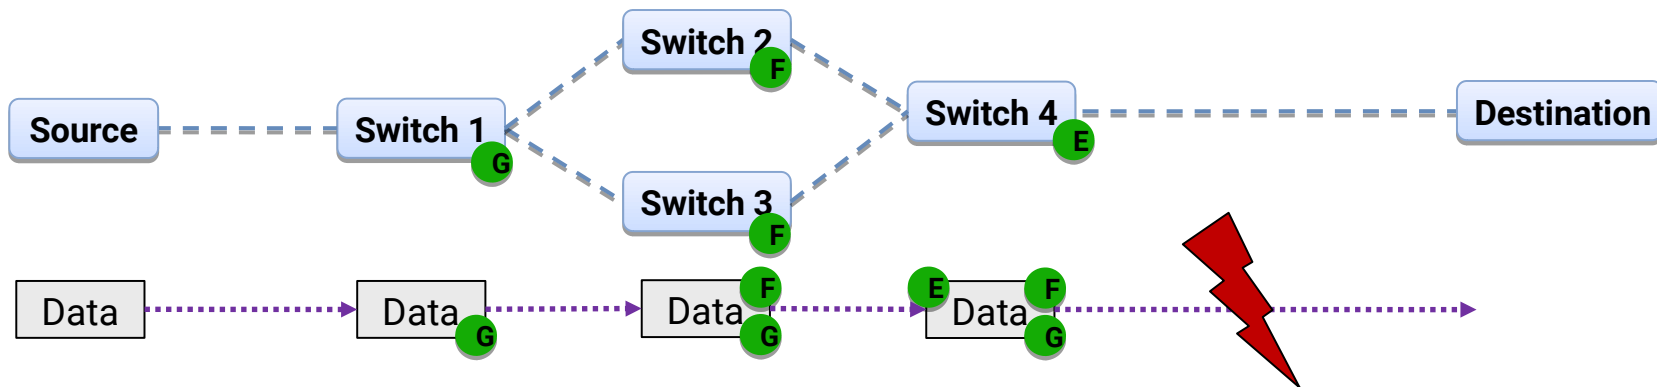 Switch 2
F
Source
Switch 1
G
Switch 4
E
Destination
Switch 3
F
Data
Data
G
Data
F
G
E
Data
F
G